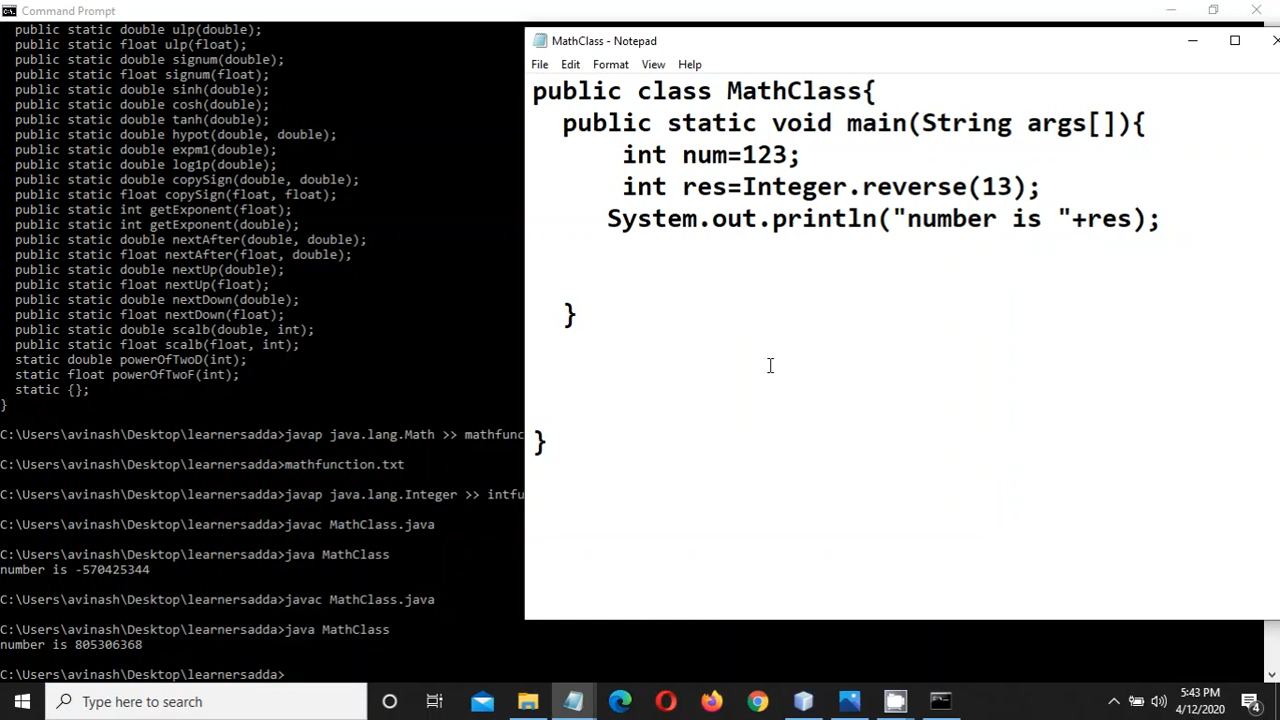 Command Prompt
public static double ulp(double);
public static float ulp(float);
public static double signum(double);
public static float signum(float);
public static double sinh(double);
public static double cosh(double);
public static double tanh(double);
public static double hypot(double, double);
public static double expm1(double);
public static double log1p(double);
public static double copySign(double, double);
public static float copySign(float, float);
public static int getExponent(float);
public static int getExponent(double);
public static double nextAfter(double, double);
public static float nextAfter(float, double);
public static double nextUp(double);
public static float nextUp(float);
public static double nextDown(double);
public static float nextDown(float);
public static double scalb(double, int);
public static float scalb(float, int);
static double powerOfTwoD(int);
static float powerOfTwoF(int);
static {};
}
C:\Users\avinash\Desktop\learnersadda>javap java.lang.Math >> mathfunc
C:\Users\avinash\Desktop\learnersadda>mathfunction.txt
C:\Users\avinash\Desktop\learnersadda>javap java.lang.Integer >> intfu
C:\Users\avinash\Desktop\learnersadda>javac MathClass.java
C:\Users\avinash\Desktop\learnersadda>java MathClass
number is -570425344
C:\Users\avinash\Desktop\learnersadda>javac MathClass.java
C:\Users\avinash\Desktop\learnersadda>java MathClass
number is 805306368
C:\Users\avinash\Desktop\learnersadda>
MathClass - Notepad
File Edit Format View Help
public class MathClass{
public static void main(String args[]){
int num=123;
int res=Integer.reverse(13);
System.out.println("number is "+res);
}
}
Type here to search
5:43 PM
4/12/2020
4